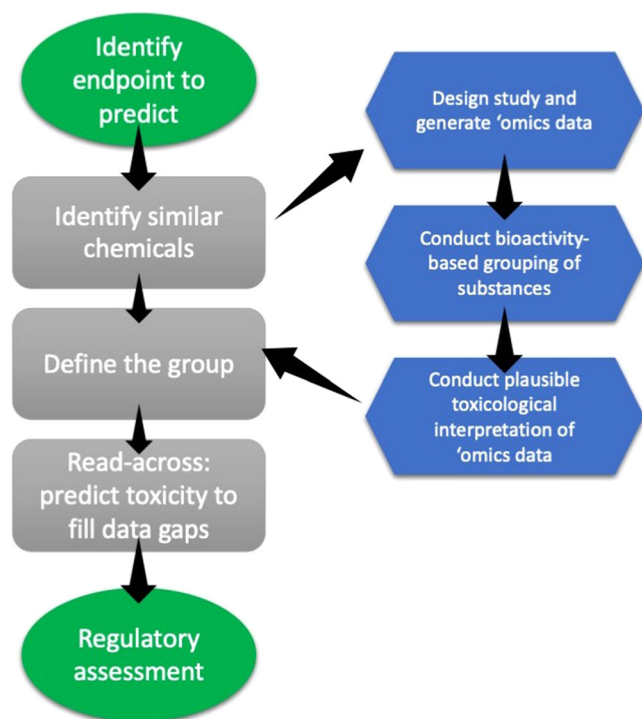 Identify
endpoint to
predict
Identify similar
chemicals
Define the group
Read-across:
predict toxicity to
fill data gaps
Regulatory
assessment
Design study and
generate ‘omics data
Conduct bioactivity-
based grouping of
substances
Conduct plausible
toxicological
interpretation of
‘omics data